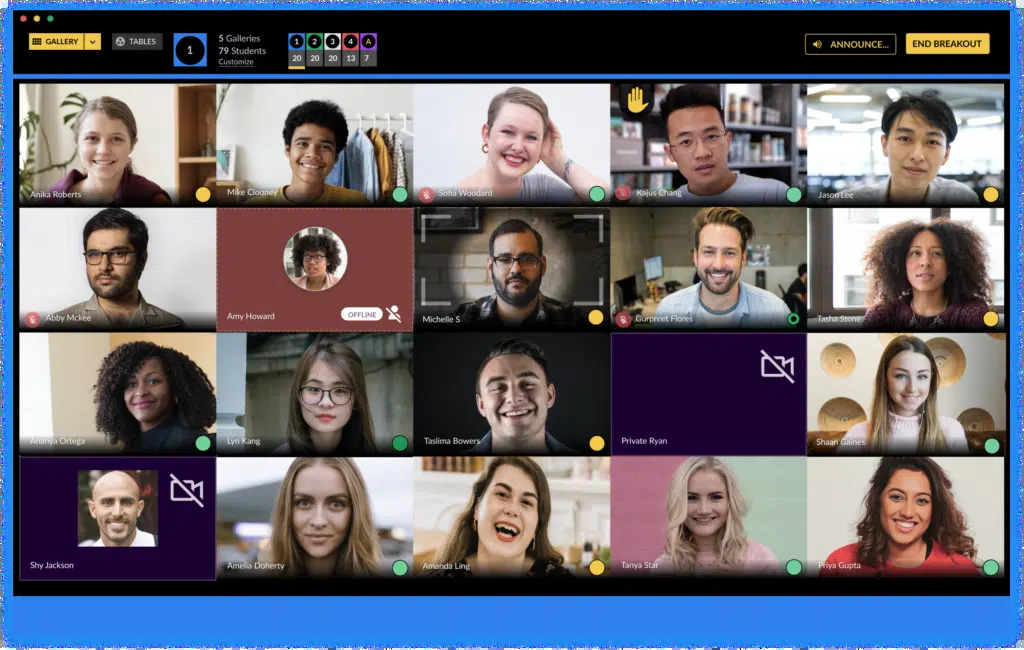 GALLERY
TABLES
1
5 Galleries
79 Students
Customize
1 2 3 4 A
20 20 20 13 7
ANNOUNCE...
END BREAKOUT
Anika Roberts
Mike Clooney
Sofia Woodard
Kajus Chang
Jason Lee
Abby Mckee
Amy Howard
OFFLINE
Michelle S
Gurpreet Flores
Tasha Stone
Ananya Ortega
Lyn Kang
Taslima Bowers
Private Ryan
Shaan Gaines
Shy Jackson
Amelia Doherty
Amanda Ling
Tanya Star
Priya Gupta